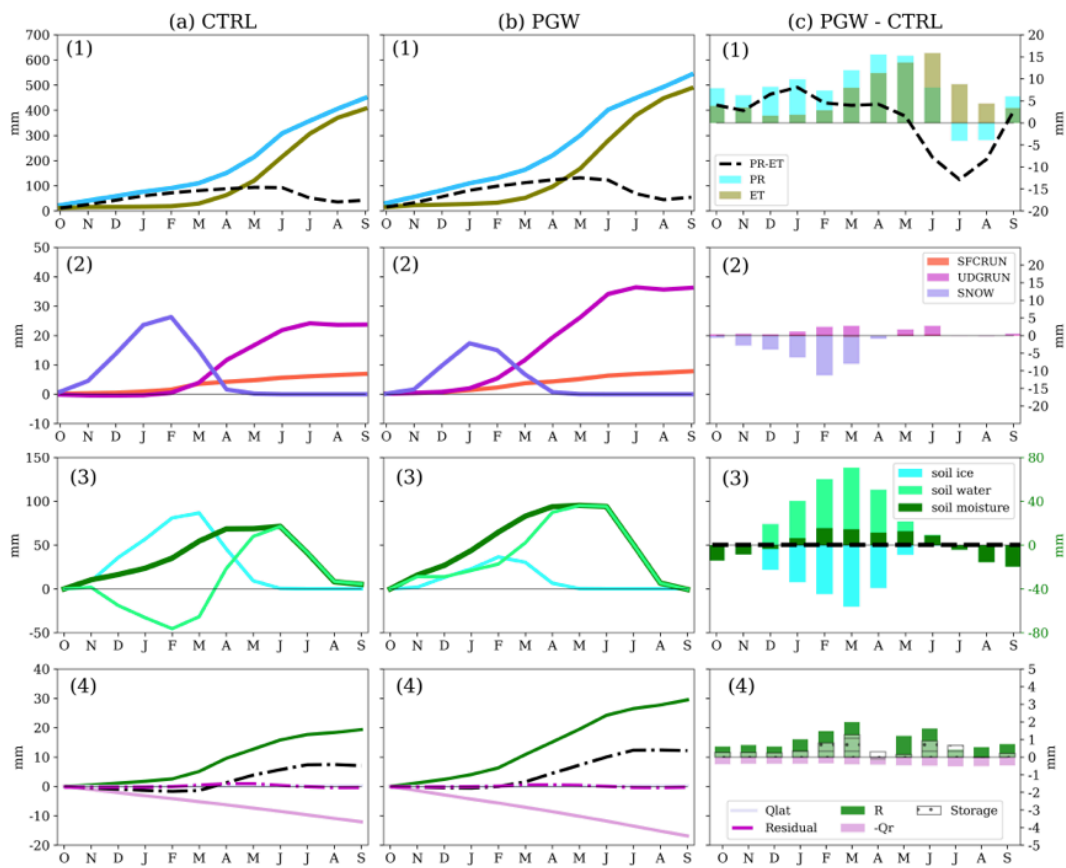 (a) CTRL (b) PGW (c) PGW - CTRL
(1) (1) (1)
700 600 500 400 300 200 100 0
mm
20 15 10 5 0 -5 -10 -15 -20
mm
PR-ET
PR
ET
O N D J F M A M J J A S O N D J F M A M J J A S O N D J F M A M J J A S
(2) (2) (2)
50 40 30 20 10 0 -10
mm
20 15 10 5 0 -5 -10 -15 -20
mm
SFCRUN
UDGRUN
SNOW
O N D J F M A M J J A S O N D J F M A M J J A S O N D J F M A M J J A S
(3) (3) (3)
150 100 50 0 -50
mm
80 40 0 -40 -80
mm
soil ice
soil water
soil moisture
O N D J F M A M J J A S O N D J F M A M J J A S O N D J F M A M J J A S
(4) (4) (4)
40 30 20 10 0 -10 -20
mm
5 4 3 2 1 0 -1 -2 -3 -4 -5
mm
Qlat R Storage
Residual -Qr
O N D J F M A M J J A S O N D J F M A M J J A S O N D J F M A M J J A S